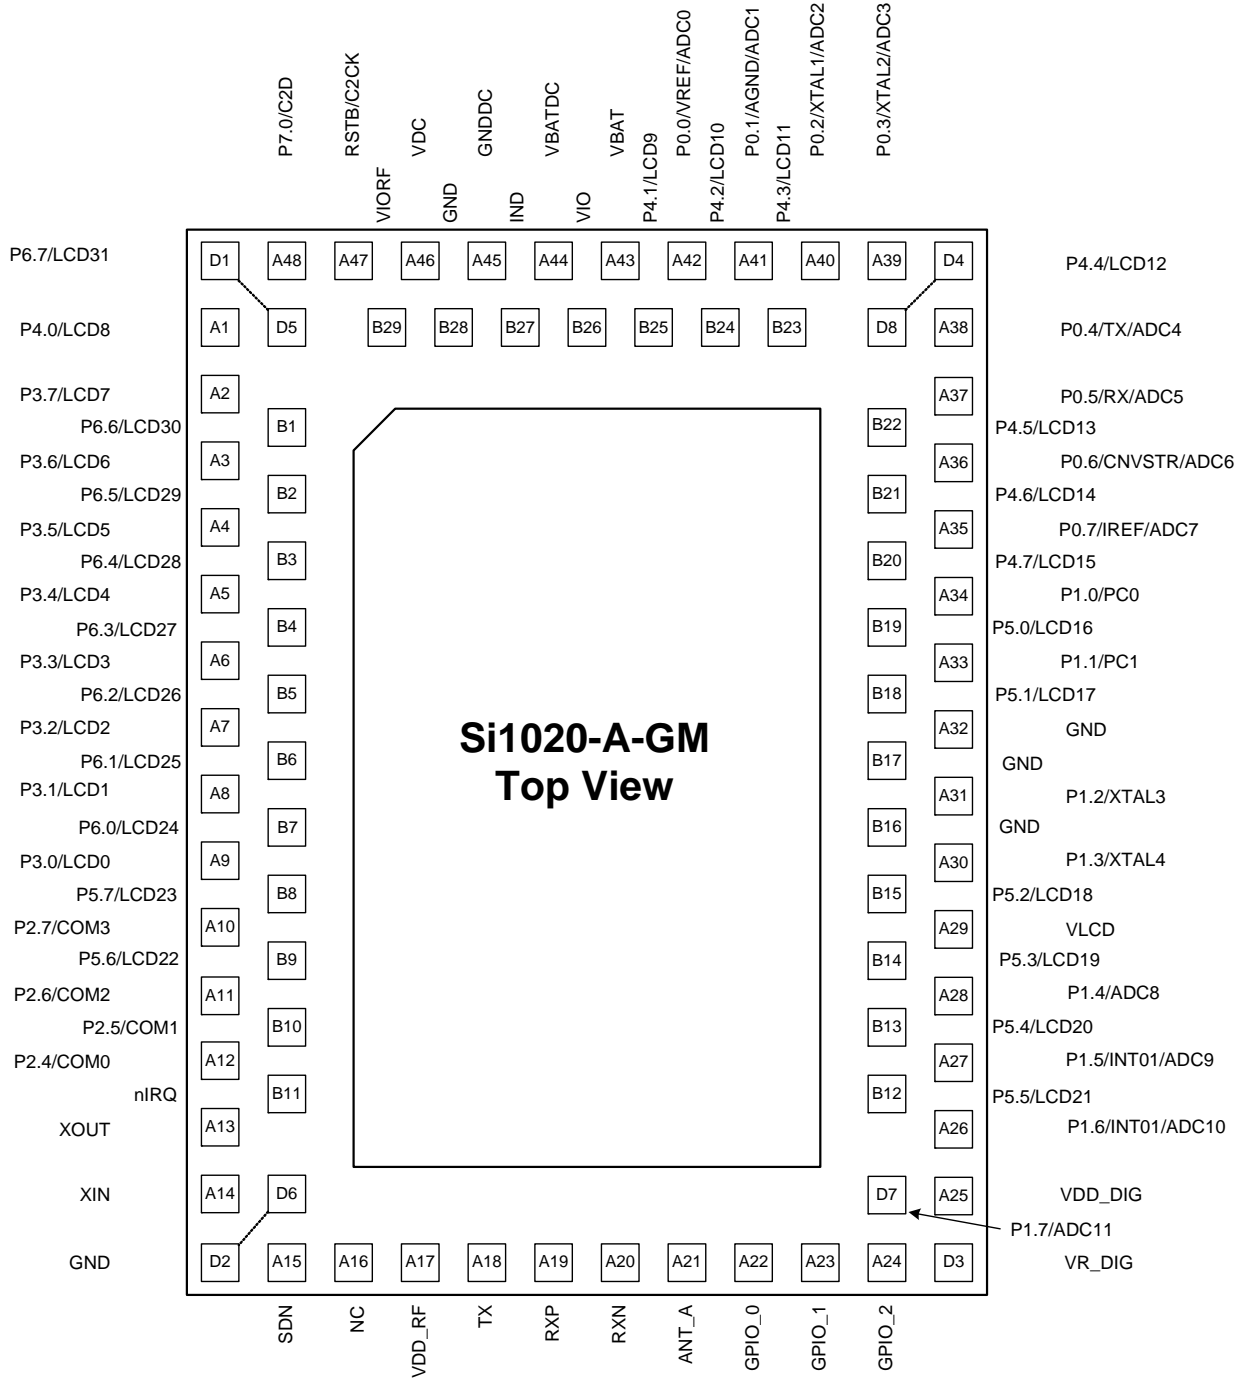 P7.0/C2D
RSTB/C2CK
VIORF
VDC
GND
GNDDC
IND
VBATDC
VIO
VBAT
P4.1/LCD9
P0.0/VREF/ADC0
P4.2/LCD10
P0.1/AGND/ADC1
P4.3/LCD11
P0.2/XTAL1/ADC2
P0.3/XTAL2/ADC3
P6.7/LCD31 D1 A48 A47 A46 A45 A44 A43 A42 A41 A40 A39 D4 P4.4/LCD12
P4.0/LCD8 A1 D5 B29 B28 B27 B26 B25 B24 B23 D8 A38 P0.4/TX/ADC4
P3.7/LCD7 A2 A37 P0.5/RX/ADC5
P6.6/LCD30 B1 B22 P4.5/LCD13
P3.6/LCD6 A3 A36 P0.6/CNVSTR/ADC6
P6.5/LCD29 B2 B21 P4.6/LCD14
P3.5/LCD5 A4 A35 P0.7/IREF/ADC7
P6.4/LCD28 B3 B20 P4.7/LCD15
P3.4/LCD4 A5 A34 P1.0/PC0
P6.3/LCD27 B4 B19 P5.0/LCD16
P3.3/LCD3 A6 A33 P1.1/PC1
P6.2/LCD26 B5 B18 P5.1/LCD17
P3.2/LCD2 A7 A32 GND
Si1020-A-GM
Top View
P6.1/LCD25 B6 B17 GND
P3.1/LCD1 A8 A31 P1.2/XTAL3
P6.0/LCD24 B7 B16 GND
P3.0/LCD0 A9 A30 P1.3/XTAL4
P5.7/LCD23 B8 B15 P5.2/LCD18
P2.7/COM3 A10 A29 VLCD
P5.6/LCD22 B9 B14 P5.3/LCD19
P2.6/COM2 A11 A28 P1.4/ADC8
P2.5/COM1 B10 B13 P5.4/LCD20
P2.4/COM0 A12 A27 P1.5/INT01/ADC9
nIRQ B11 B12 P5.5/LCD21
XOUT A13 A26 P1.6/INT01/ADC10
XIN A14 D6 D7 A25 VDD_DIG
P1.7/ADC11
GND D2 A15 A16 A17 A18 A19 A20 A21 A22 A23 A24 D3 VR_DIG
SDN
NC
VDD_RF
TX
RXP
RXN
ANT_A
GPIO_0
GPIO_1
GPIO_2